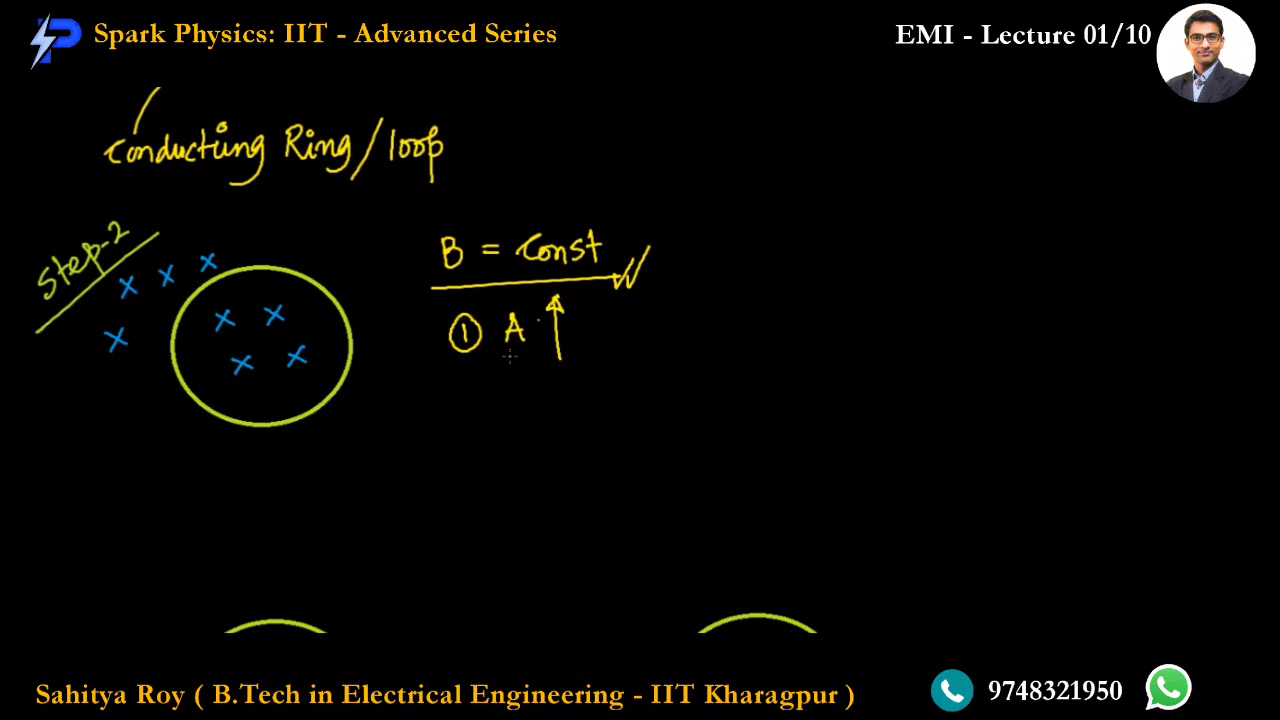 Spark Physics: IIT - Advanced Series
EMI - Lecture 01/10
Conducting Ring/loop
Step-2
B = Const
① A ↑
Sahitya Roy ( B.Tech in Electrical Engineering - IIT Kharagpur )
9748321950